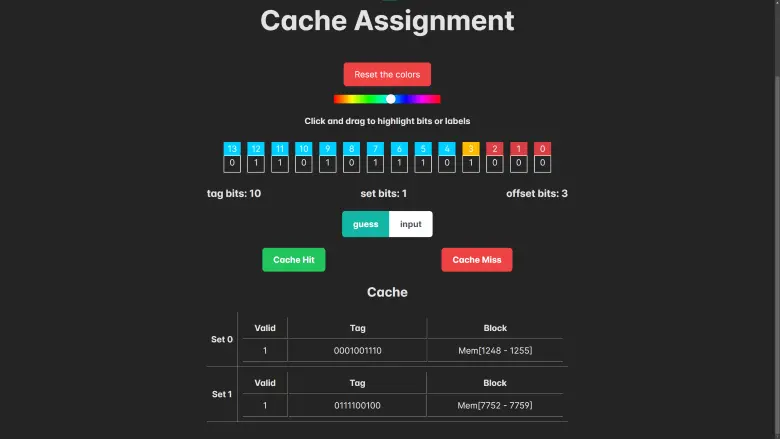 Cache Assignment
Reset the colors
Click and drag to highlight bits or labels
13 12 11 10 9 8 7 6 5 4 3 2 1 0
0 1 1 0 1 0 1 1 1 0 1 0 0 0
tag bits: 10 set bits: 1 offset bits: 3
guess input
Cache Hit Cache Miss
Cache
Valid Tag Block
Set 0
1 0001001110 Mem[1248 - 1255]
Valid Tag Block
Set 1
1 0111100100 Mem[7752 - 7759]